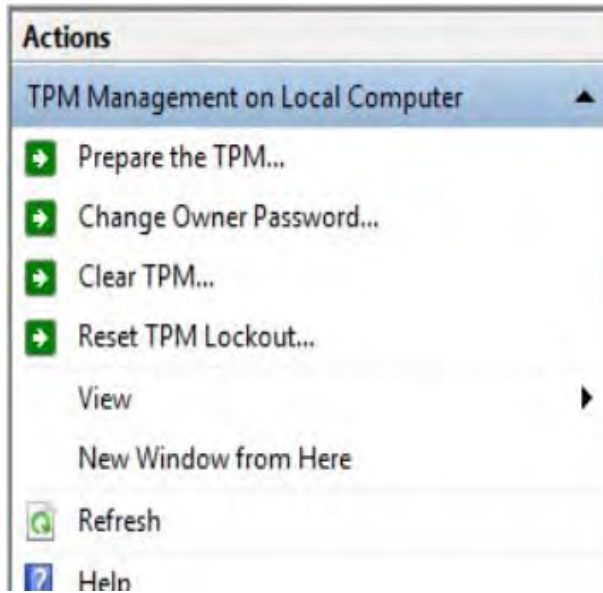 Actions
TPM Management on Local Computer
Prepare the TPM...
Change Owner Password...
Clear TPM...
Reset TPM Lockout...
View
New Window from Here
Refresh
Help